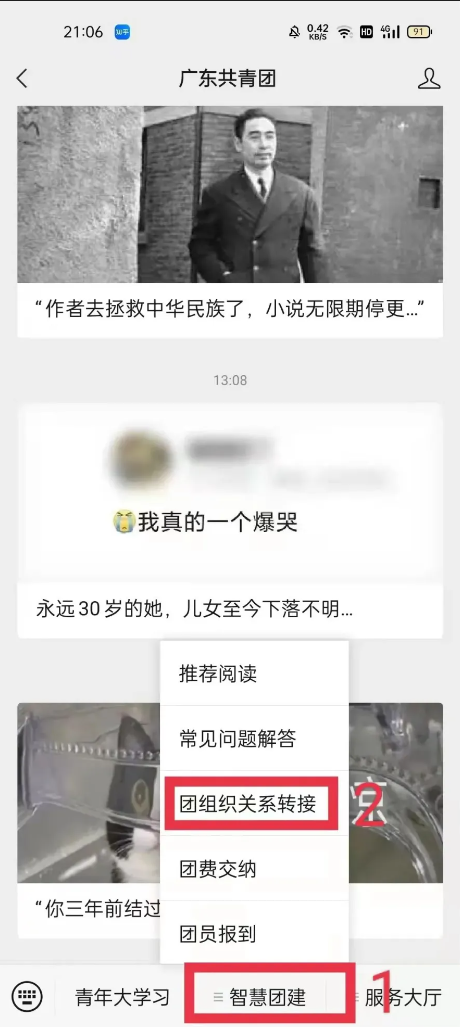 21:06
知乎
0.42
KB/S
HD
4G
91
广东共青团
“作者去拯救中华民族了，小说无限期停更...”
13:08
😭我真的一个爆哭
永远30岁的她，儿女至今下落不明...
推荐阅读
常见问题解答
团组织关系转接
2
团费交纳
“你三年前结过
团员报到
青年大学习
智慧团建
1
服务大厅